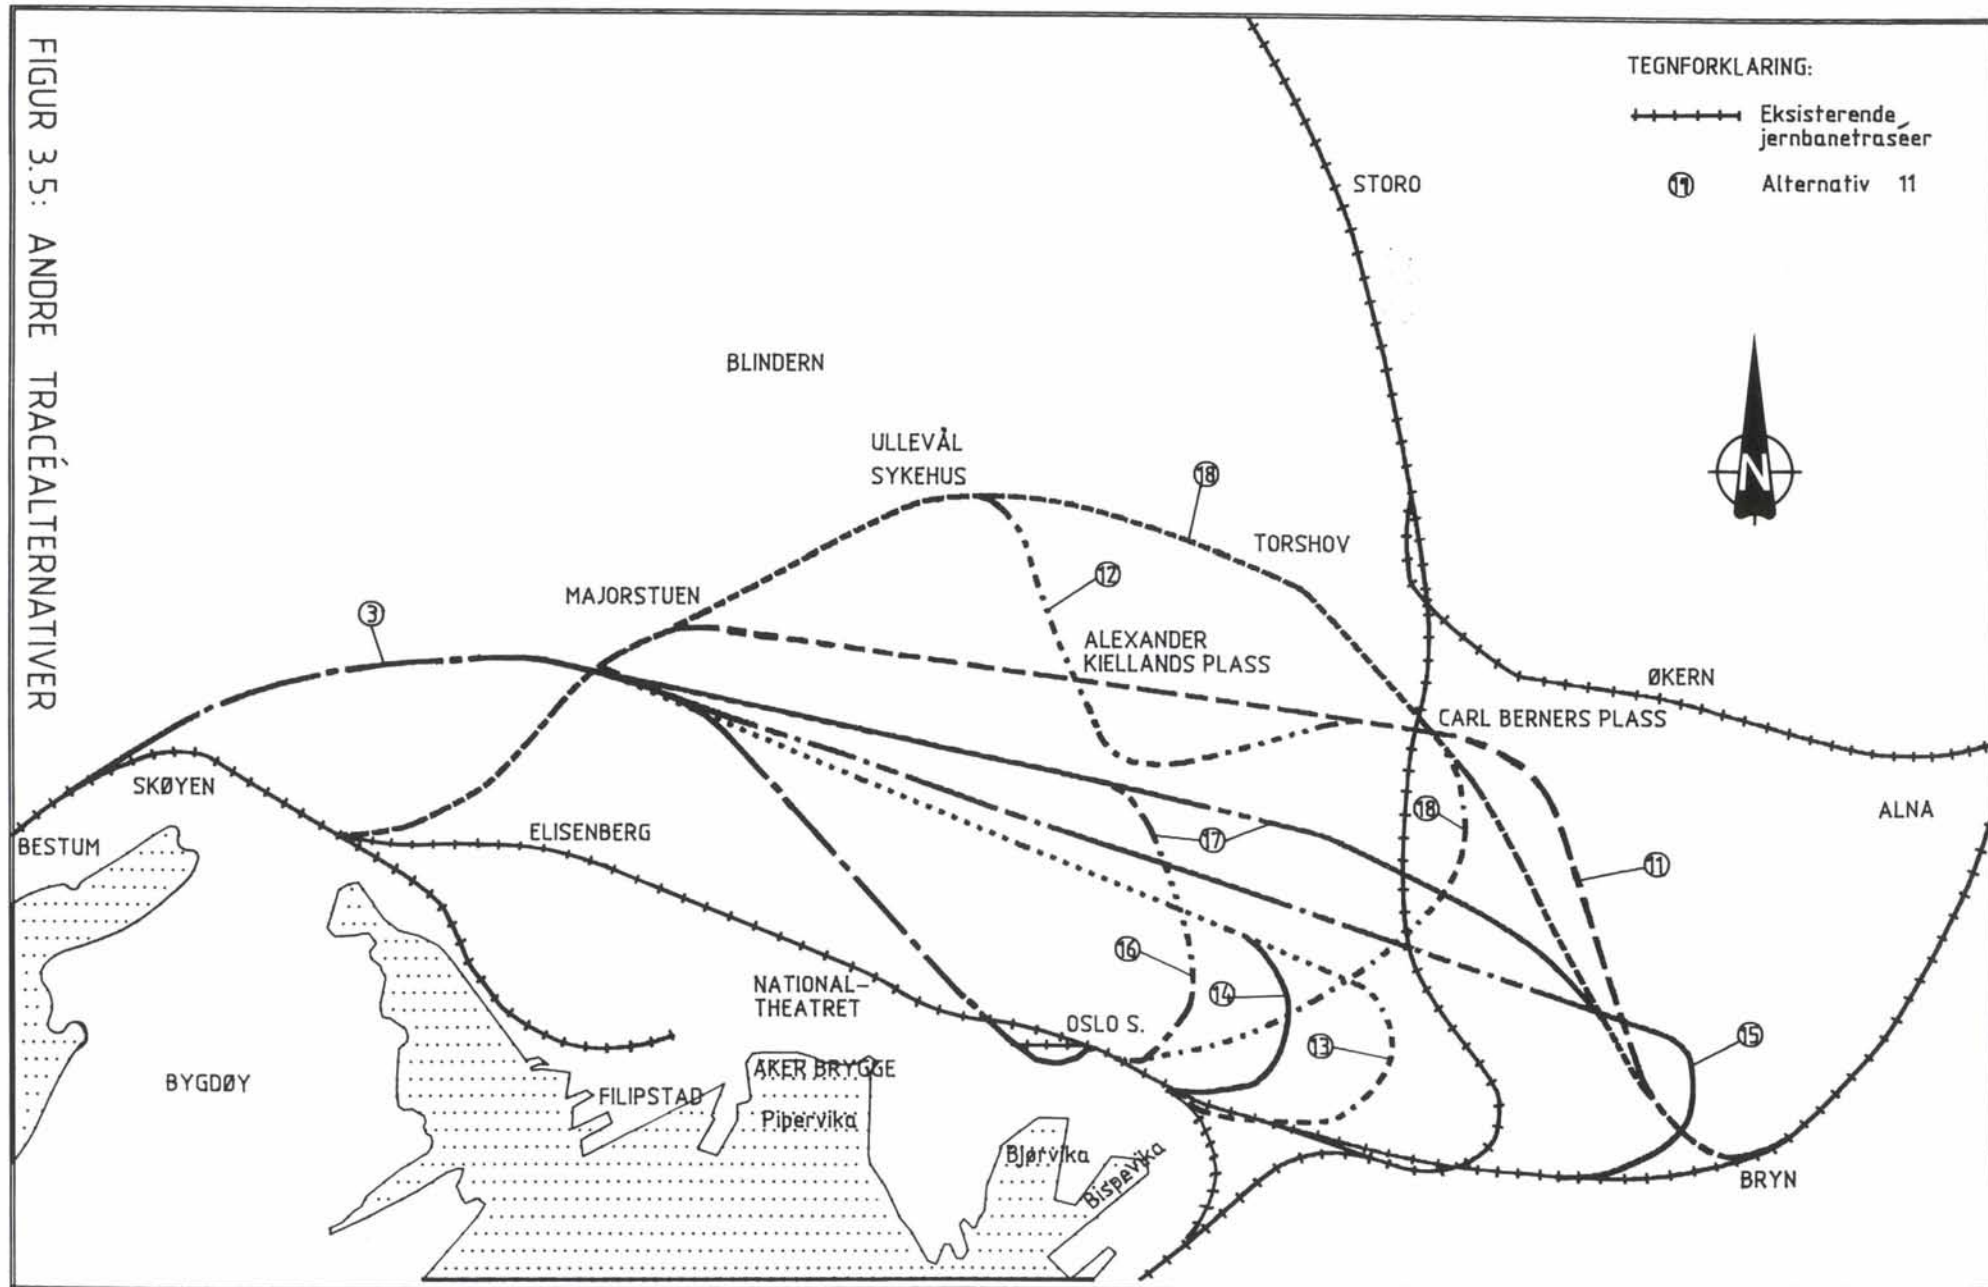 FIGUR 3.5: ANDRE TRACÉALTERNATIVER
TEGNFORKLARING:
Eksisterende
jernbanetraséer
11 Alternativ 11
STORO
BLINDERN
N
ULLEVÅL
SYKEHUS
18
TORSHOV
12
MAJORSTUEN
3
ALEXANDER
KIELLANDS PLASS
ØKERN
CARL BERNERS PLASS
SKØYEN
18
ALNA
BESTUM
ELISENBERG
17
11
16
NATIONAL-
THEATRET
14
OSLO S.
13
15
BYGDØY
AKER BRYGGE
FILIPSTAD
Pipervika
Bjørvika
Bispevika
BRYN